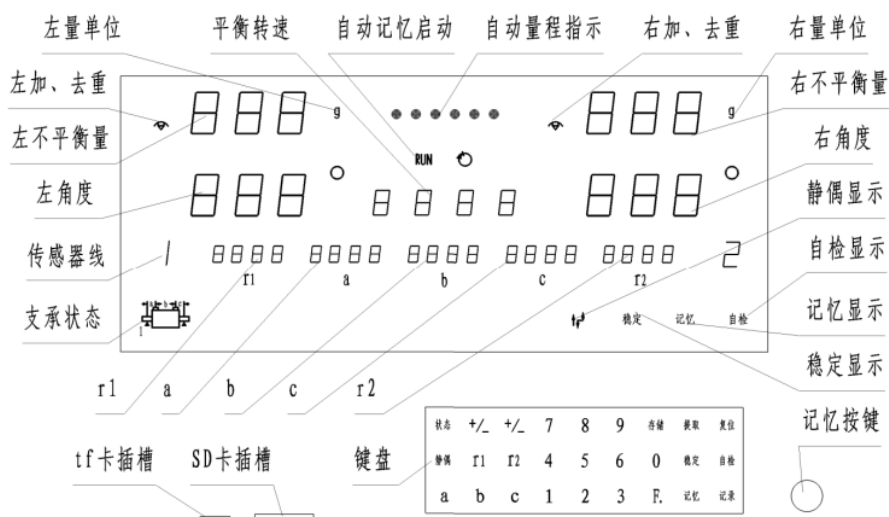 左量单位 平衡转速 自动记忆启动 自动量程指示 右加、去重 右量单位
左加、去重 右不平衡量
g g
左不平衡量 右角度
RUN
左角度 静偶显示
传感器线 1 2 自检显示
r1 a b c r2
支承状态 a b c 记忆显示
1 稳定 记忆 自检
稳定显示
r1 a b c r2
记忆按键
状态 +/_ +/_ 7 8 9 存储 提取 复位
tf卡插槽 SD卡插槽 键盘 静偶 r1 r2 4 5 6 0 稳定 自检
a b c 1 2 3 F. 记忆 记录